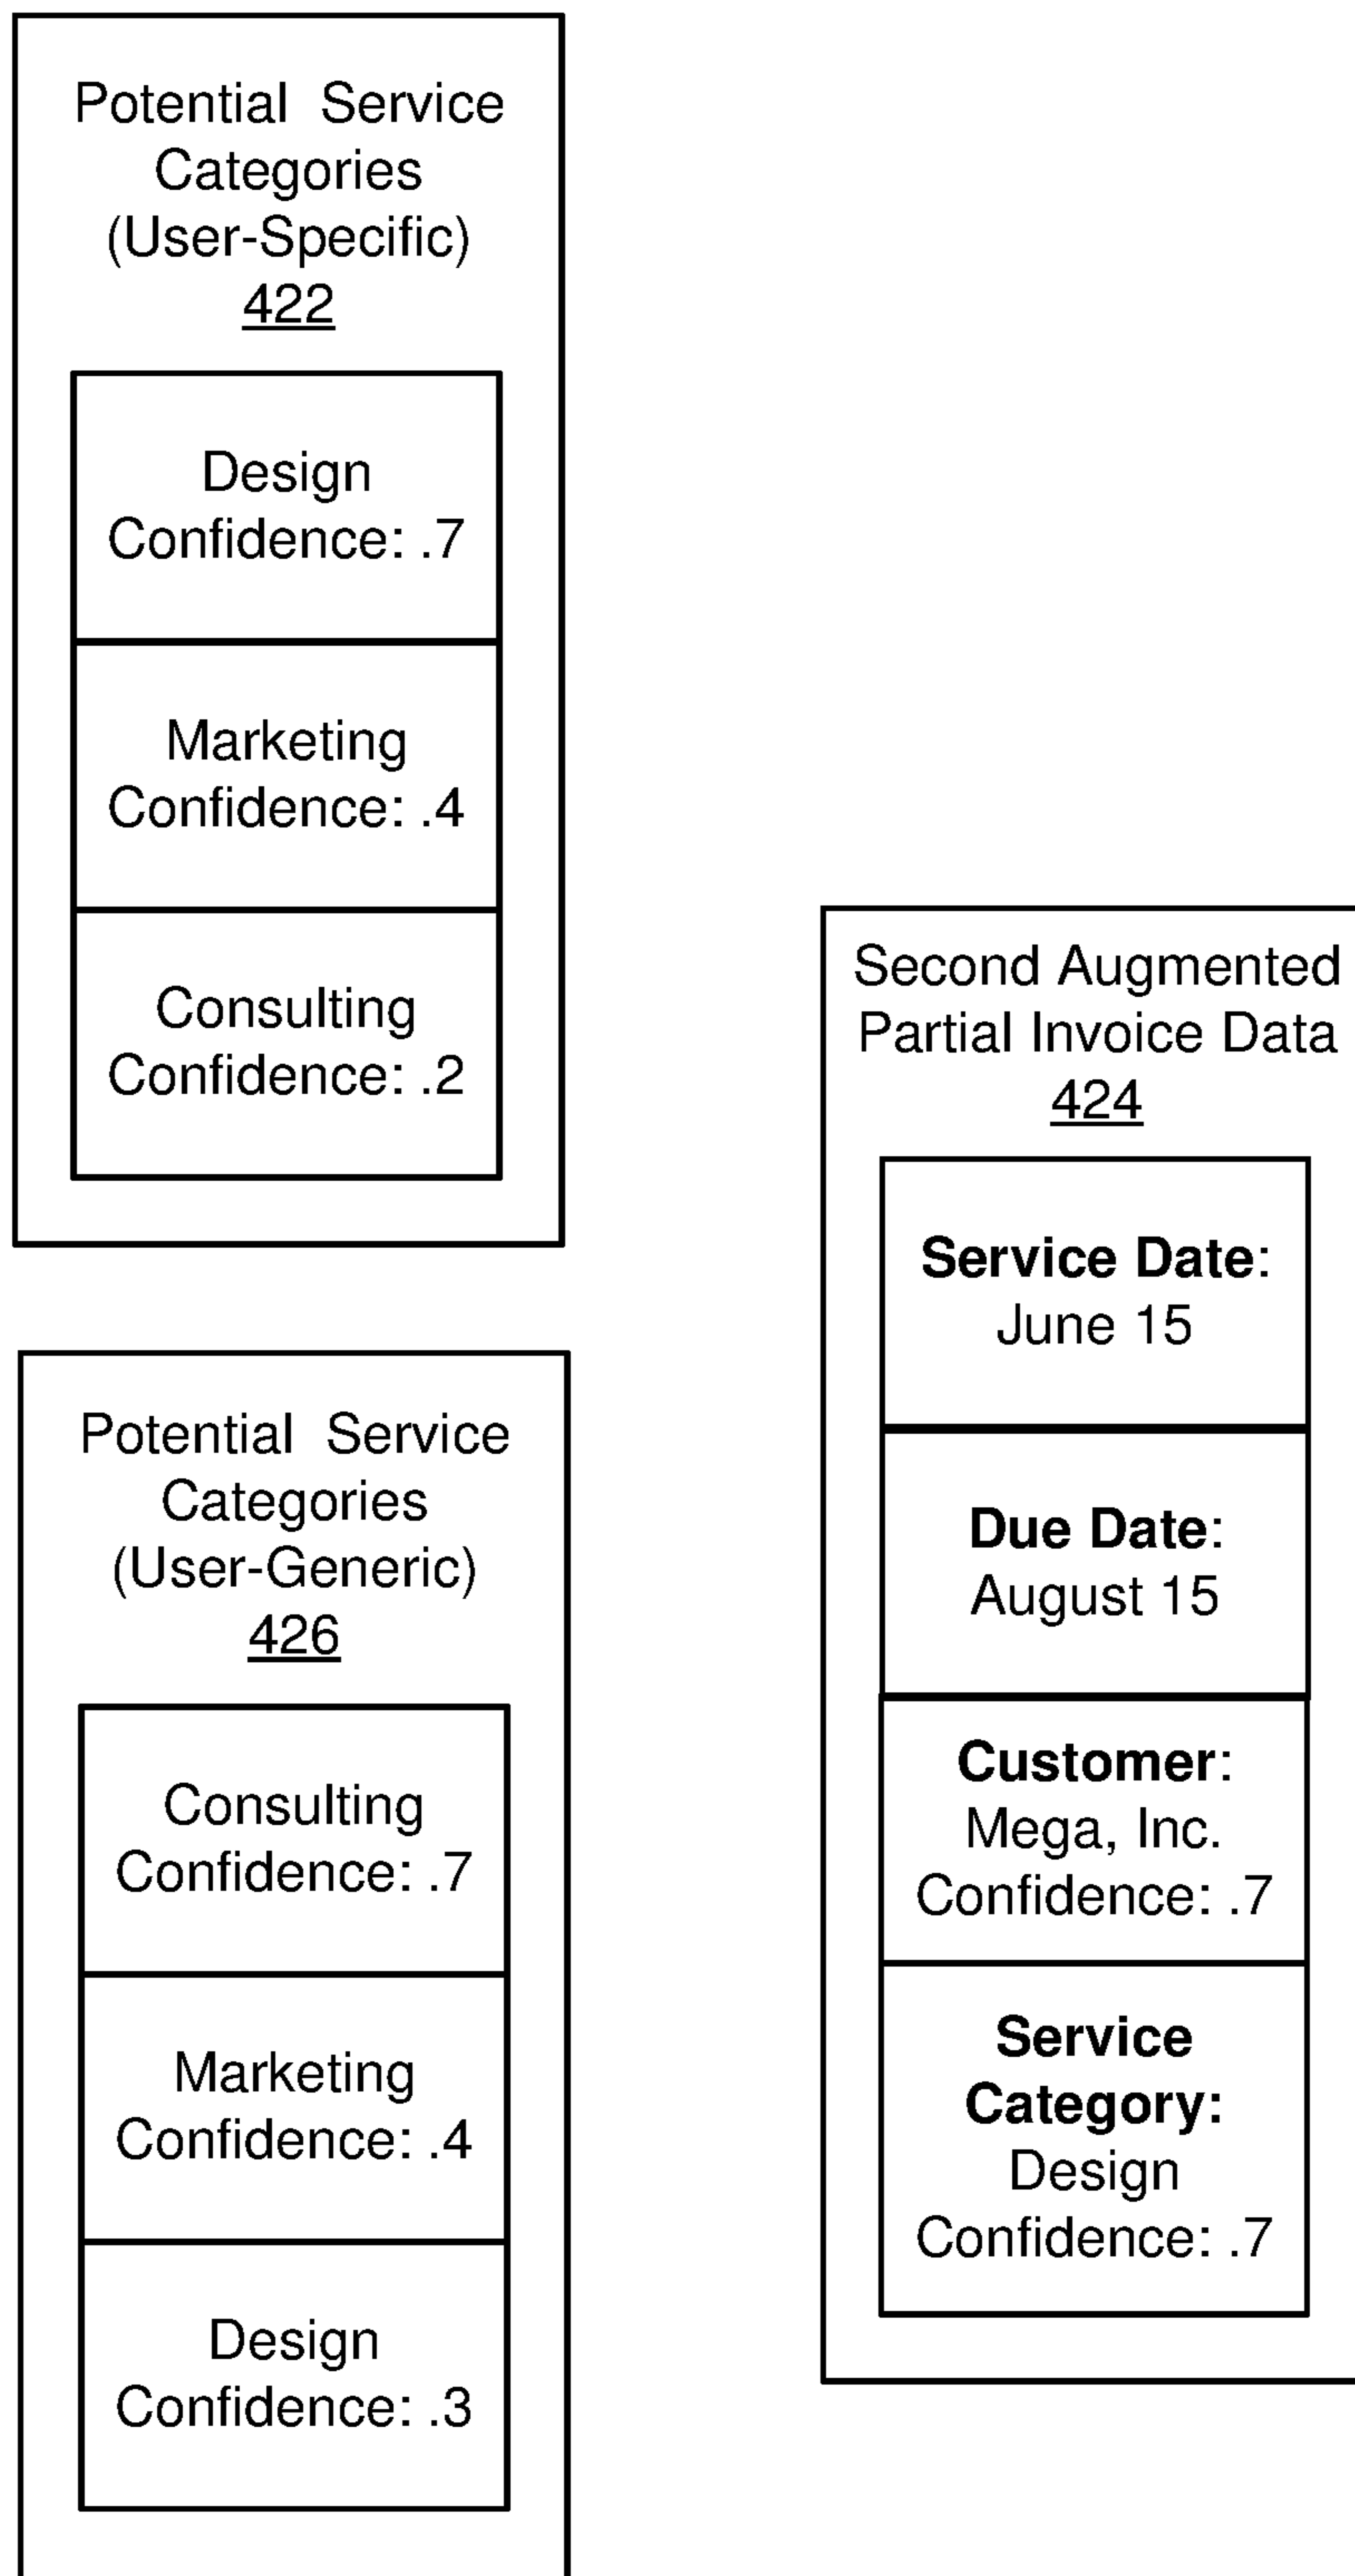 Potential Service
Categories
(User-Specific)
422
Design
Confidence: .7
Marketing
Confidence: .4
Consulting
Confidence: .2
Potential Service
Categories
(User-Generic)
426
Consulting
Confidence: .7
Marketing
Confidence: .4
Design
Confidence: .3
Second Augmented
Partial Invoice Data
424
Service Date:
June 15
Due Date:
August 15
Customer:
Mega, Inc.
Confidence: .7
Service
Category:
Design
Confidence: .7